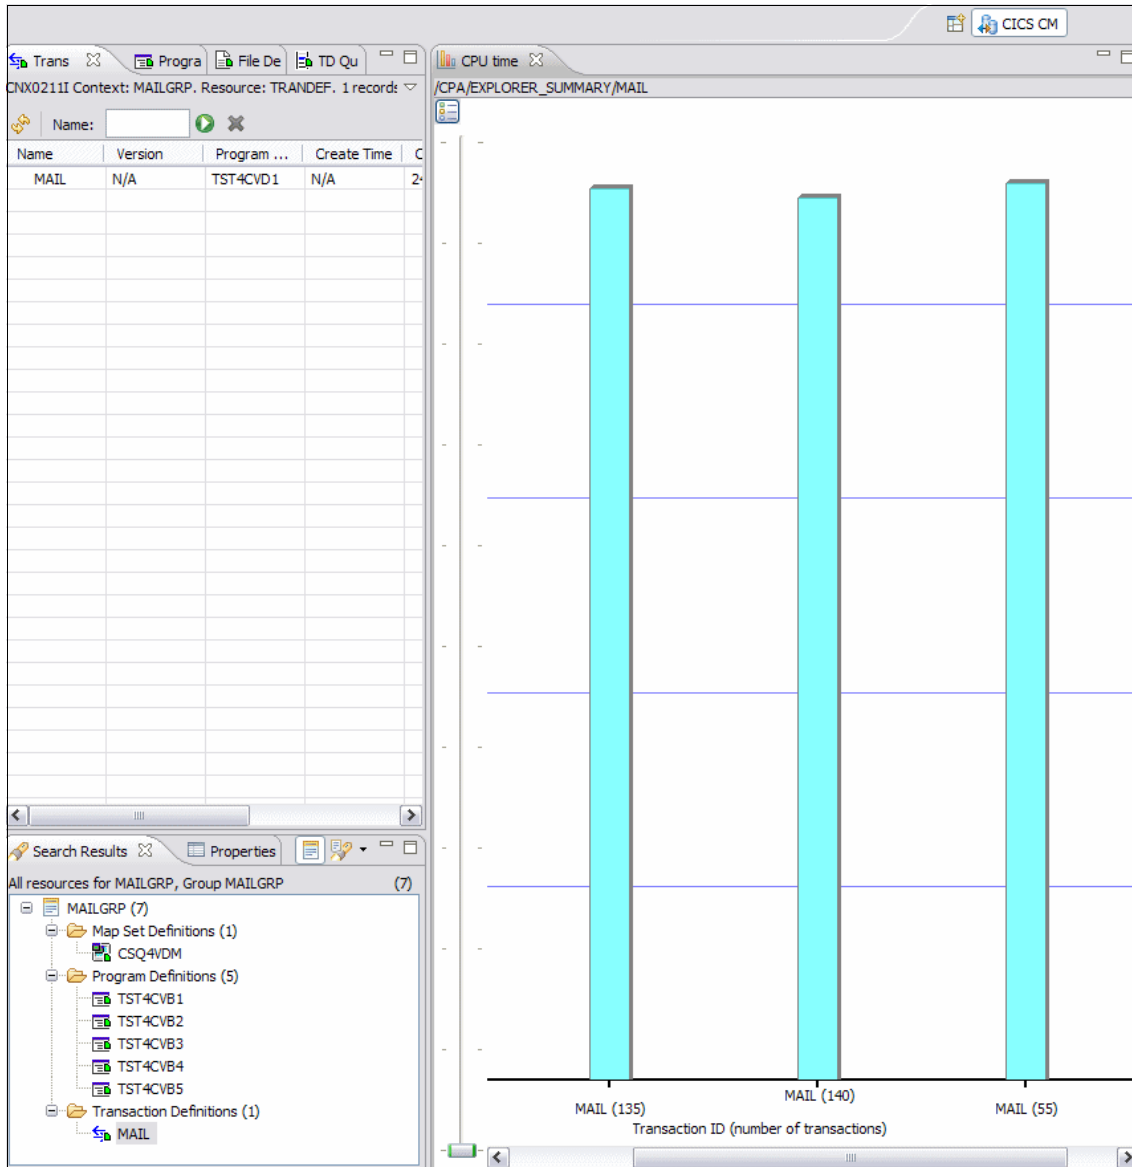 CICS CM
Trans
Progra
File De
TD Qu
CPU time
CNX0211I Context: MAILGRP. Resource: TRANDEF. 1 record
/CPA/EXPLORER_SUMMARY/MAIL
Name:
Name Version Program ... Create Time C
MAIL N/A TST4CVD1 N/A 2
Search Results
Properties
All resources for MAILGRP, Group MAILGRP (7)
MAILGRP (7)
Map Set Definitions (1)
CSQ4VDM
Program Definitions (5)
TST4CVB1
TST4CVB2
TST4CVB3
TST4CVB4
TST4CVB5
Transaction Definitions (1)
MAIL
MAIL (135)
MAIL (140)
MAIL (55)
Transaction ID (number of transactions)